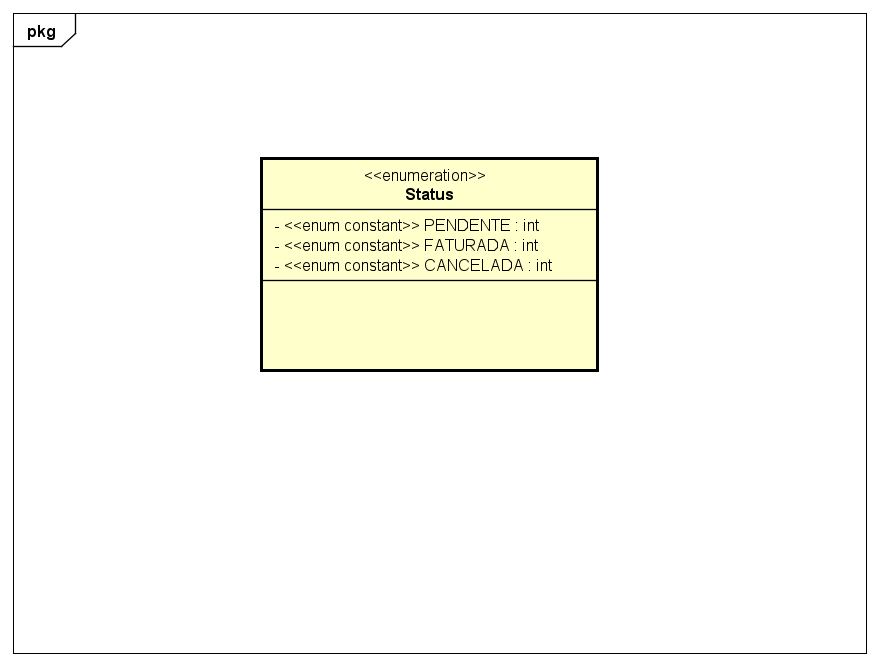 pkg
<<enumeration>>
Status
- <<enum constant>> PENDENTE : int
- <<enum constant>> FATURADA : int
- <<enum constant>> CANCELADA : int